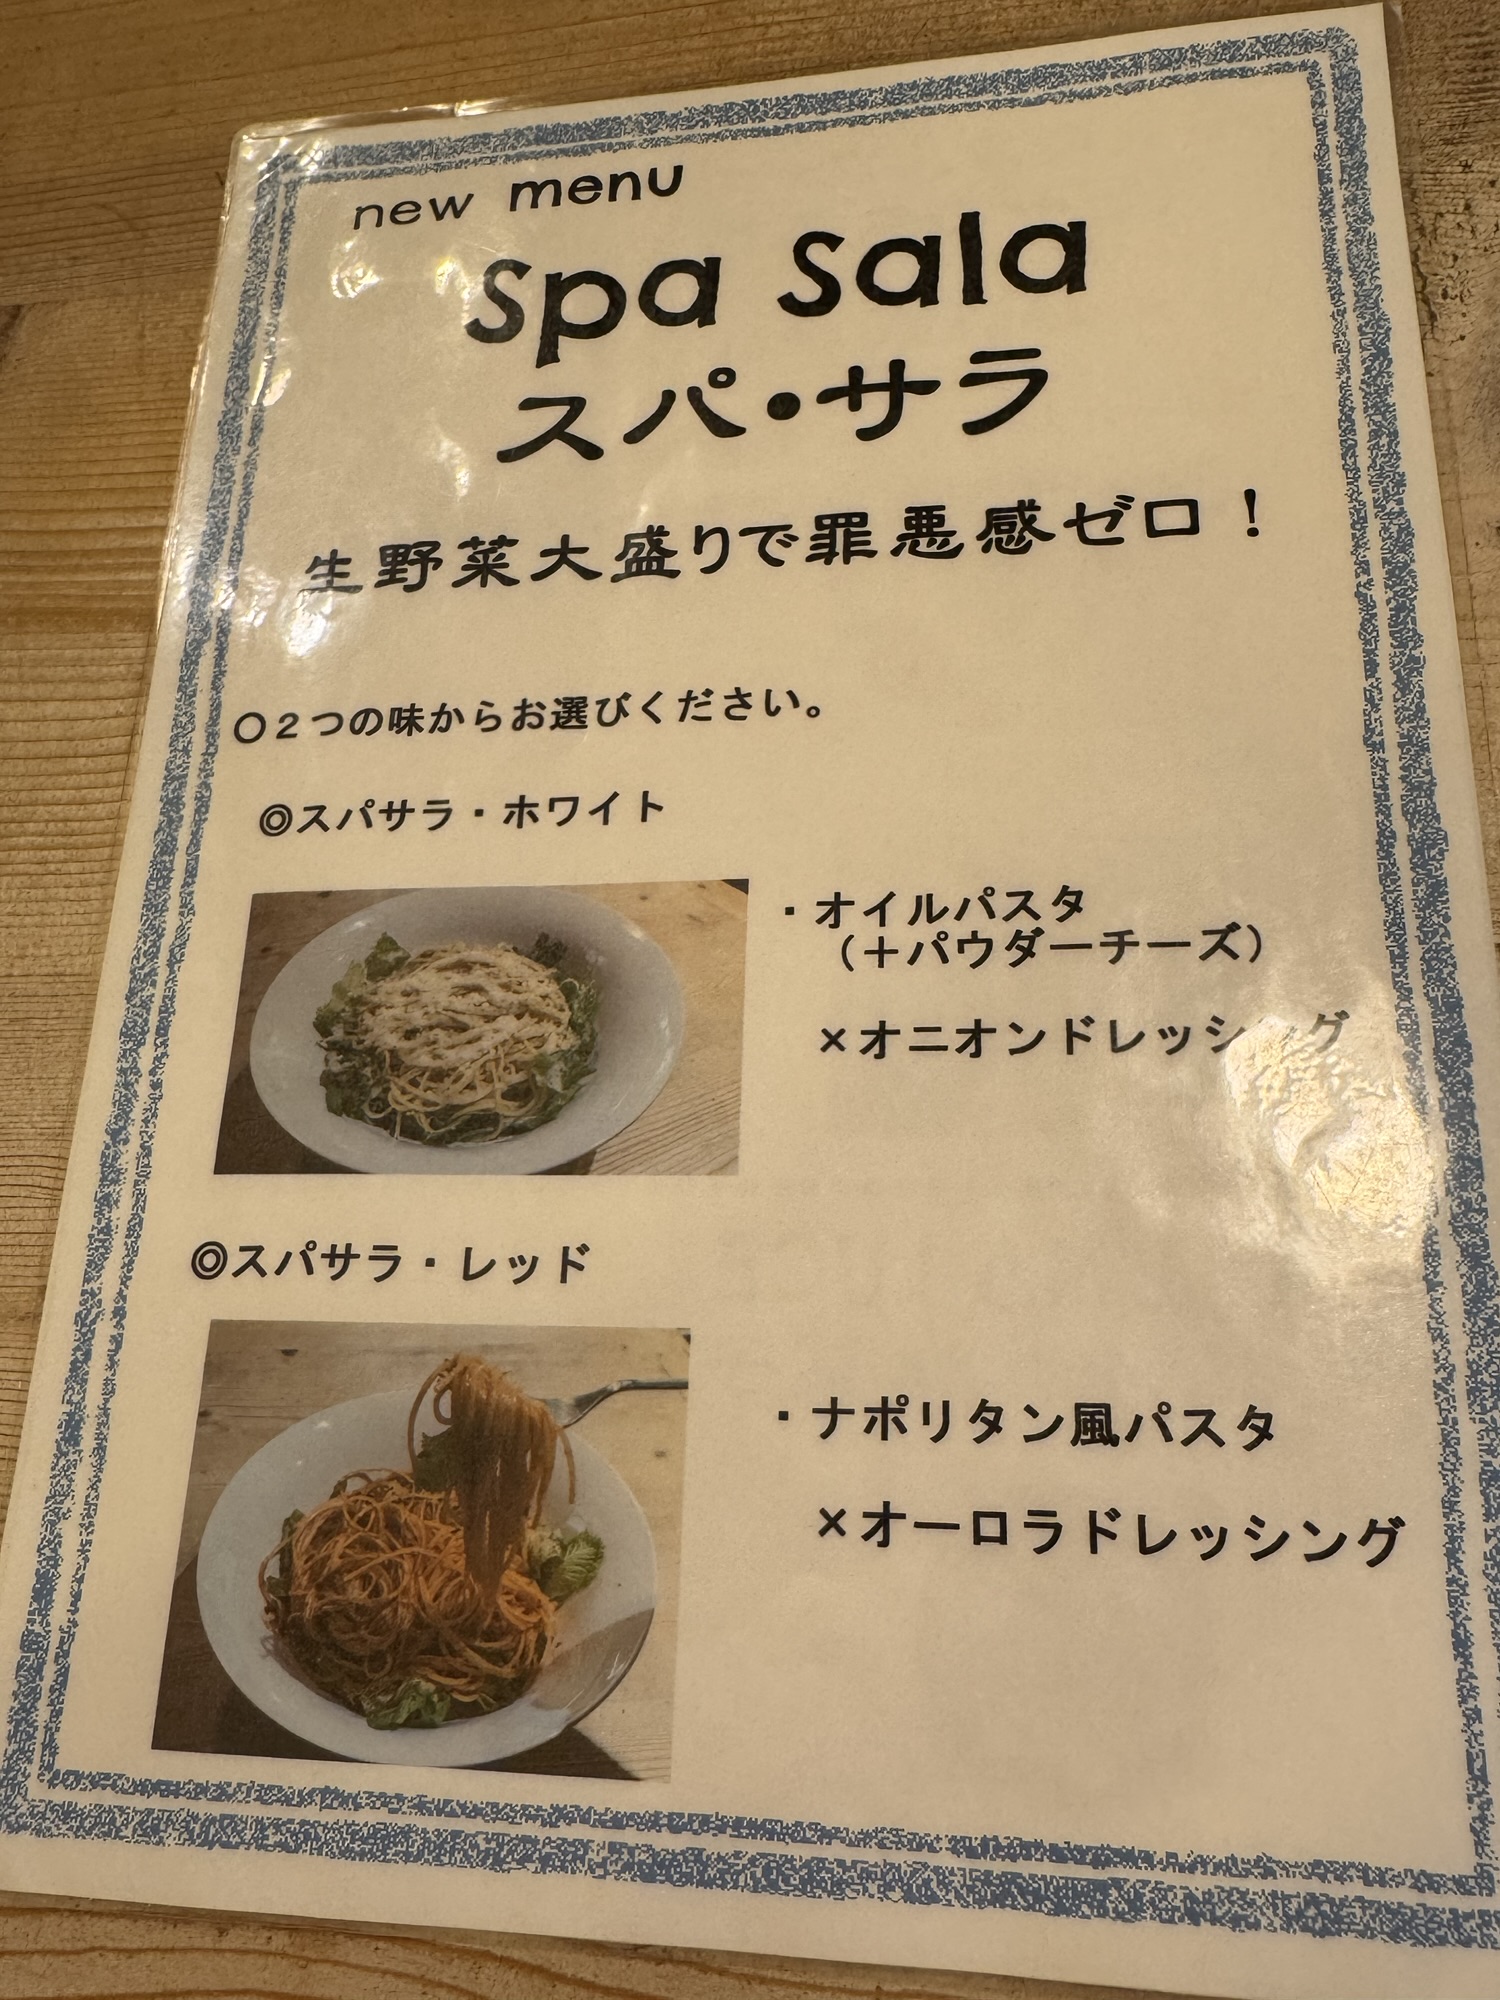 new menu
spa sala
スパ・サラ
生野菜大盛りで罪悪感ゼロ！
○２つの味からお選びください。
◎スパサラ・ホワイト
・オイルパスタ
（＋パウダーチーズ）
×オニオンドレッシング
◎スパサラ・レッド
・ナポリタン風パスタ
×オーロラドレッシング